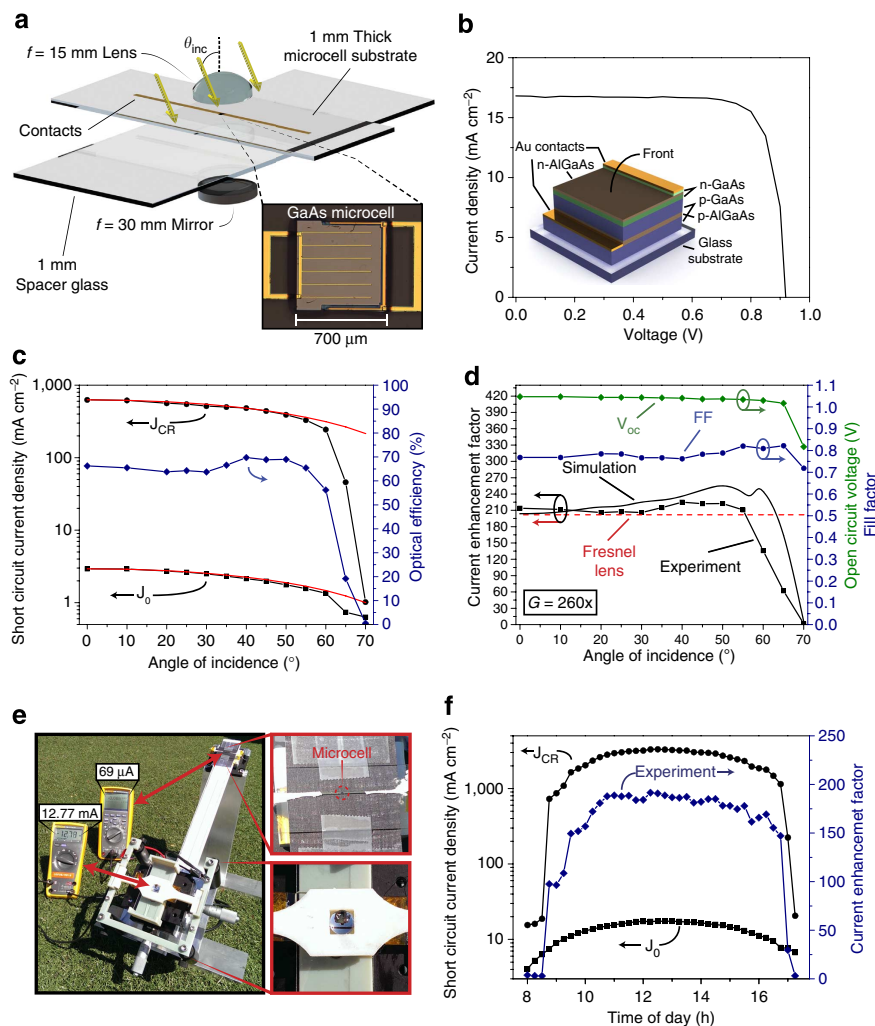 a
θinc
f = 15 mm Lens
1 mm Thick
microcell substrate
Contacts
f = 30 mm Mirror
1 mm
Spacer glass
GaAs microcell
700 μm
b
Current density (mA cm−2)
20
15
10
5
0
0.0 0.2 0.4 0.6 0.8 1.0
Voltage (V)
Au contacts
n-AlGaAs
Front
n-GaAs
p-GaAs
p-AlGaAs
Glass
substrate
c
Short circuit current density (mA cm−2)
1,000
100
10
1
JCR
J0
100
90
80
70
60
50
40
30
20
10
0
Optical efficiency (%)
0 10 20 30 40 50 60 70
Angle of incidence (°)
d
Current enhancement factor
420
390
360
330
300
270
240
210
180
150
120
90
60
30
0
Voc
FF
Simulation
Fresnel
lens
Experiment
G = 260x
1.1
1.0
0.9
0.8
0.7
0.6
0.5
0.4
0.3
0.2
0.1
0.0
Open circuit voltage (V)
Fill factor
0 10 20 30 40 50 60 70
Angle of incidence (°)
e
69 μA
12.77 mA
Microcell
f
Short circuit current density (mA cm−2)
1,000
100
10
JCR
Experiment
J0
250
200
150
100
50
0
Current enhancemet factor
8 10 12 14 16
Time of day (h)